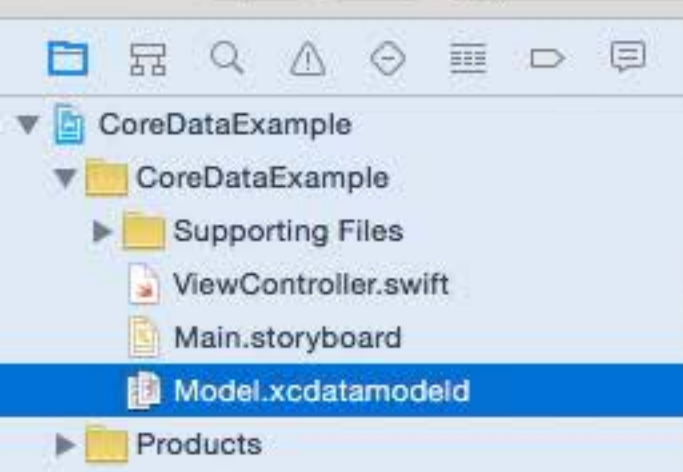 CoreDataExample
CoreDataExample
Supporting Files
ViewController.swift
Main.storyboard
Model.xcdatamodeld
Products